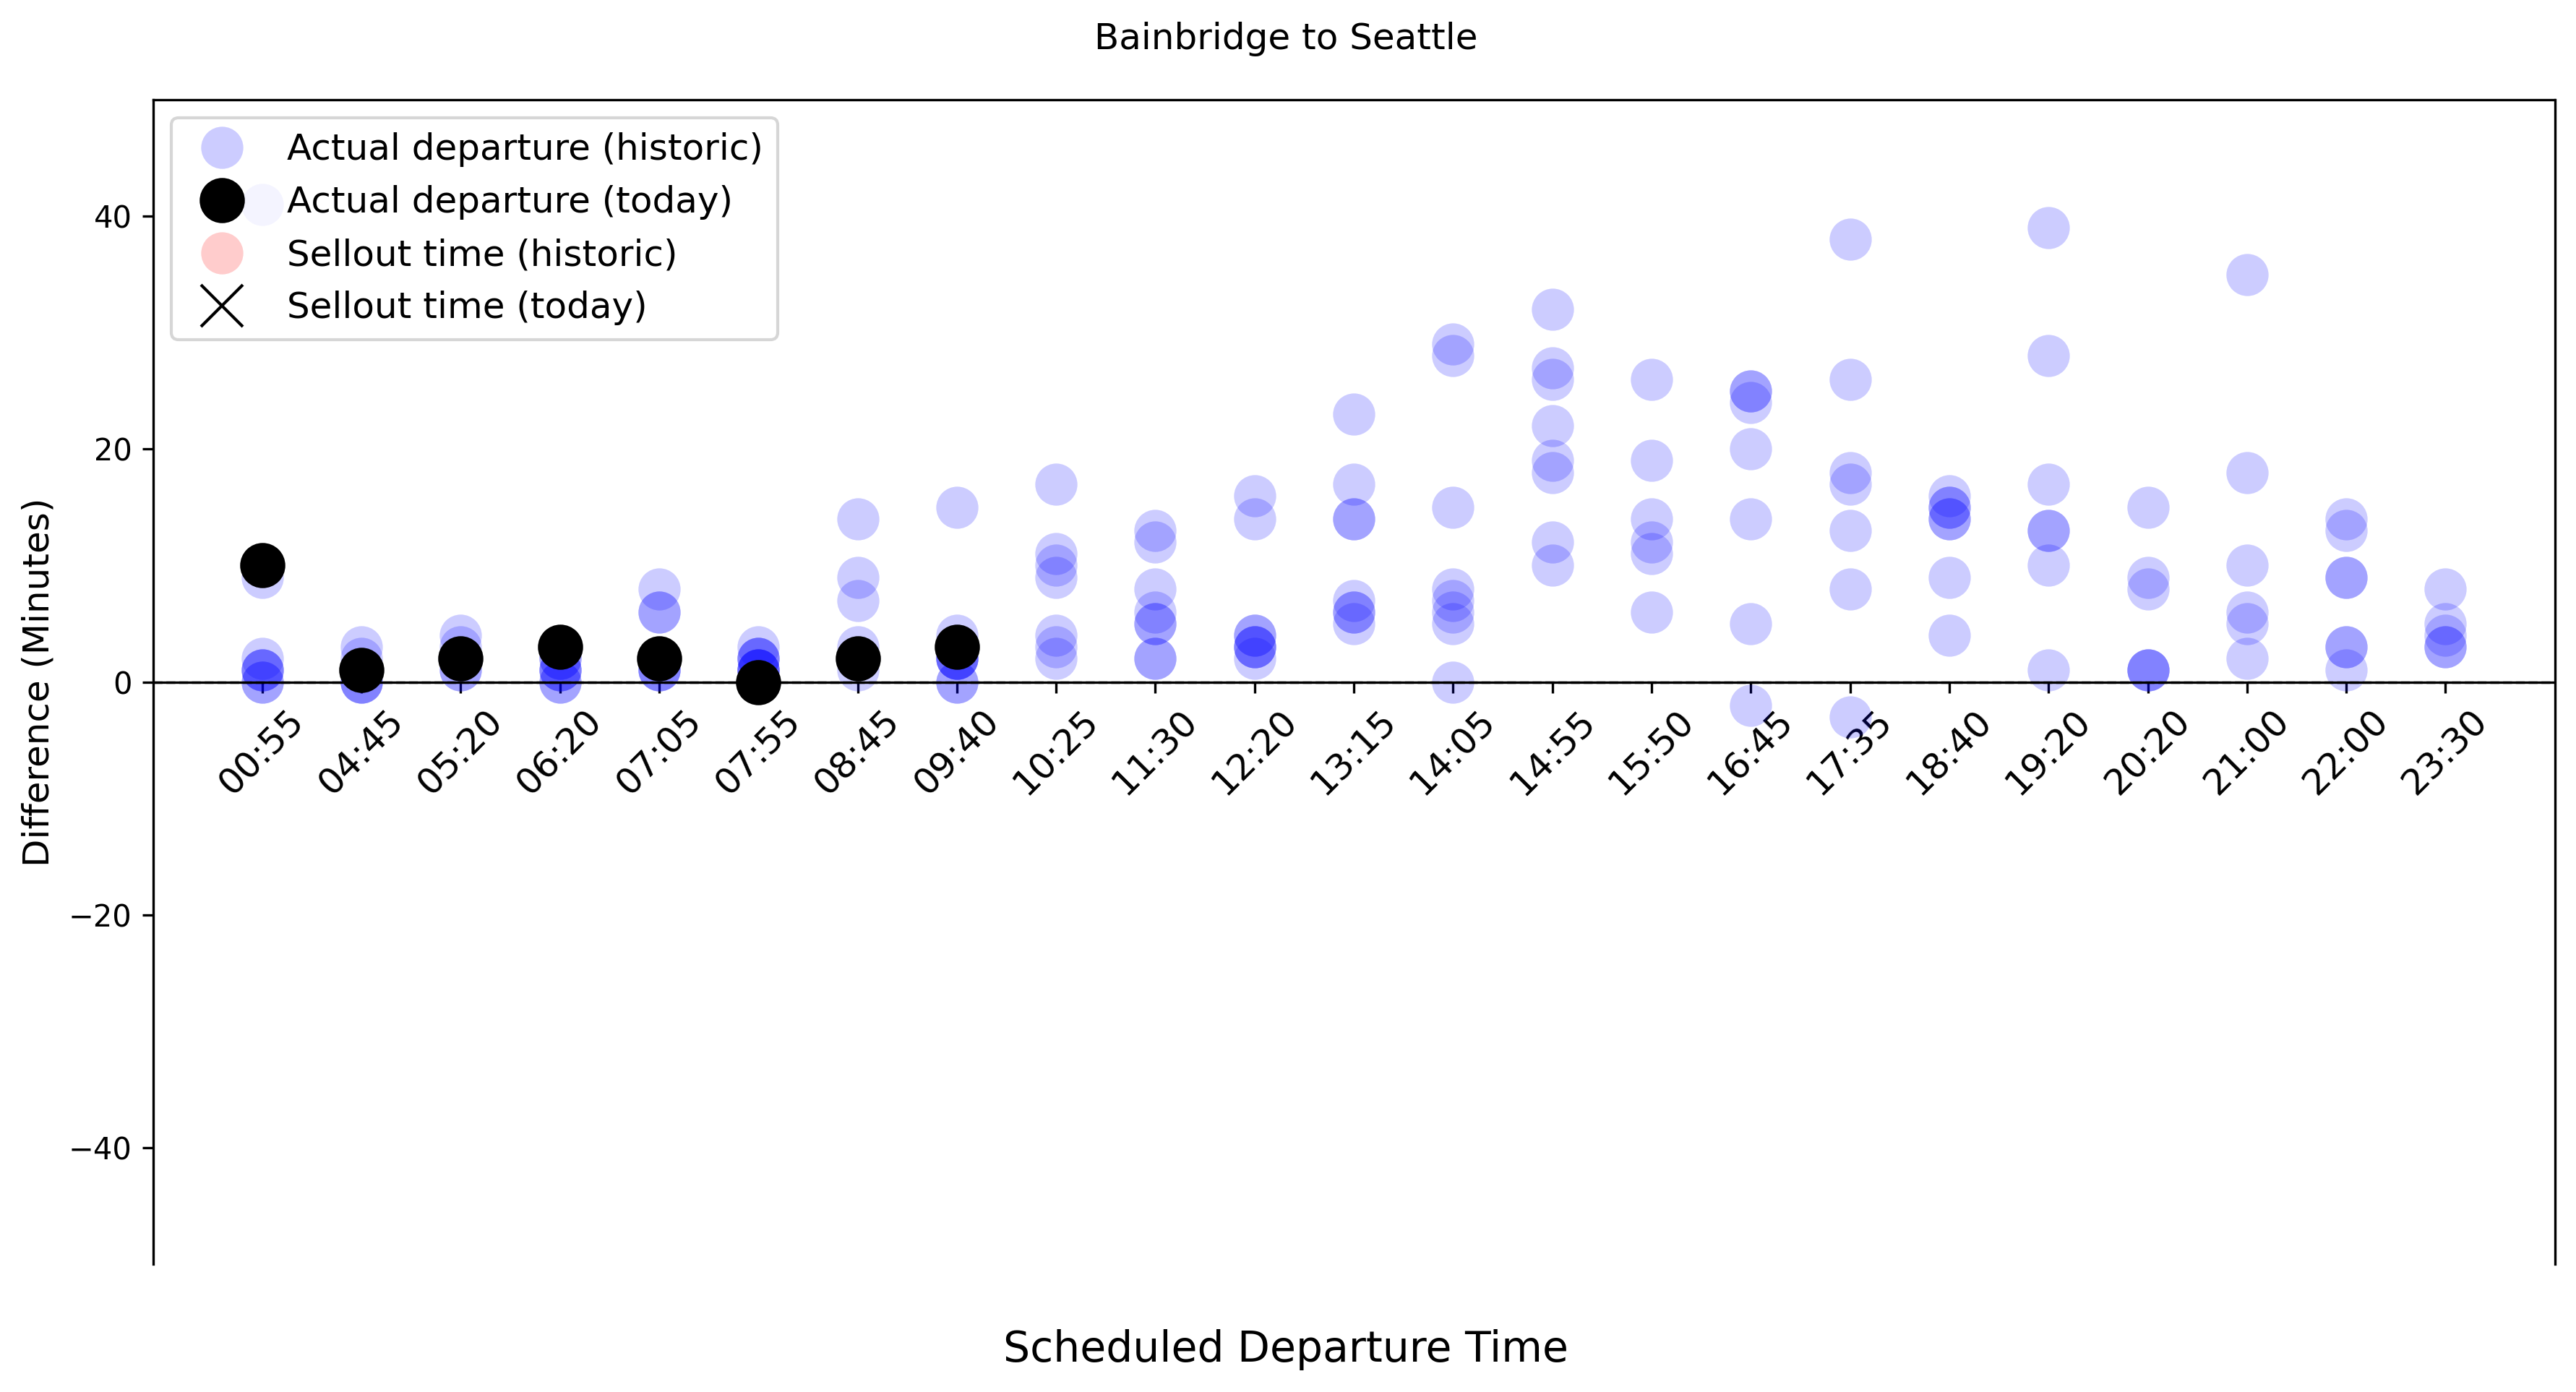 Bainbridge to Seattle
Actual departure (historic)
Actual departure (today)
Sellout time (historic)
Sellout time (today)
Difference (Minutes)
40
20
0
−20
−40
00:55 04:45 05:20 06:20 07:05 07:55 08:45 09:40 10:25 11:30 12:20 13:15 14:05 14:55 15:50 16:45 17:35 18:40 19:20 20:20 21:00 22:00 23:30
Scheduled Departure Time